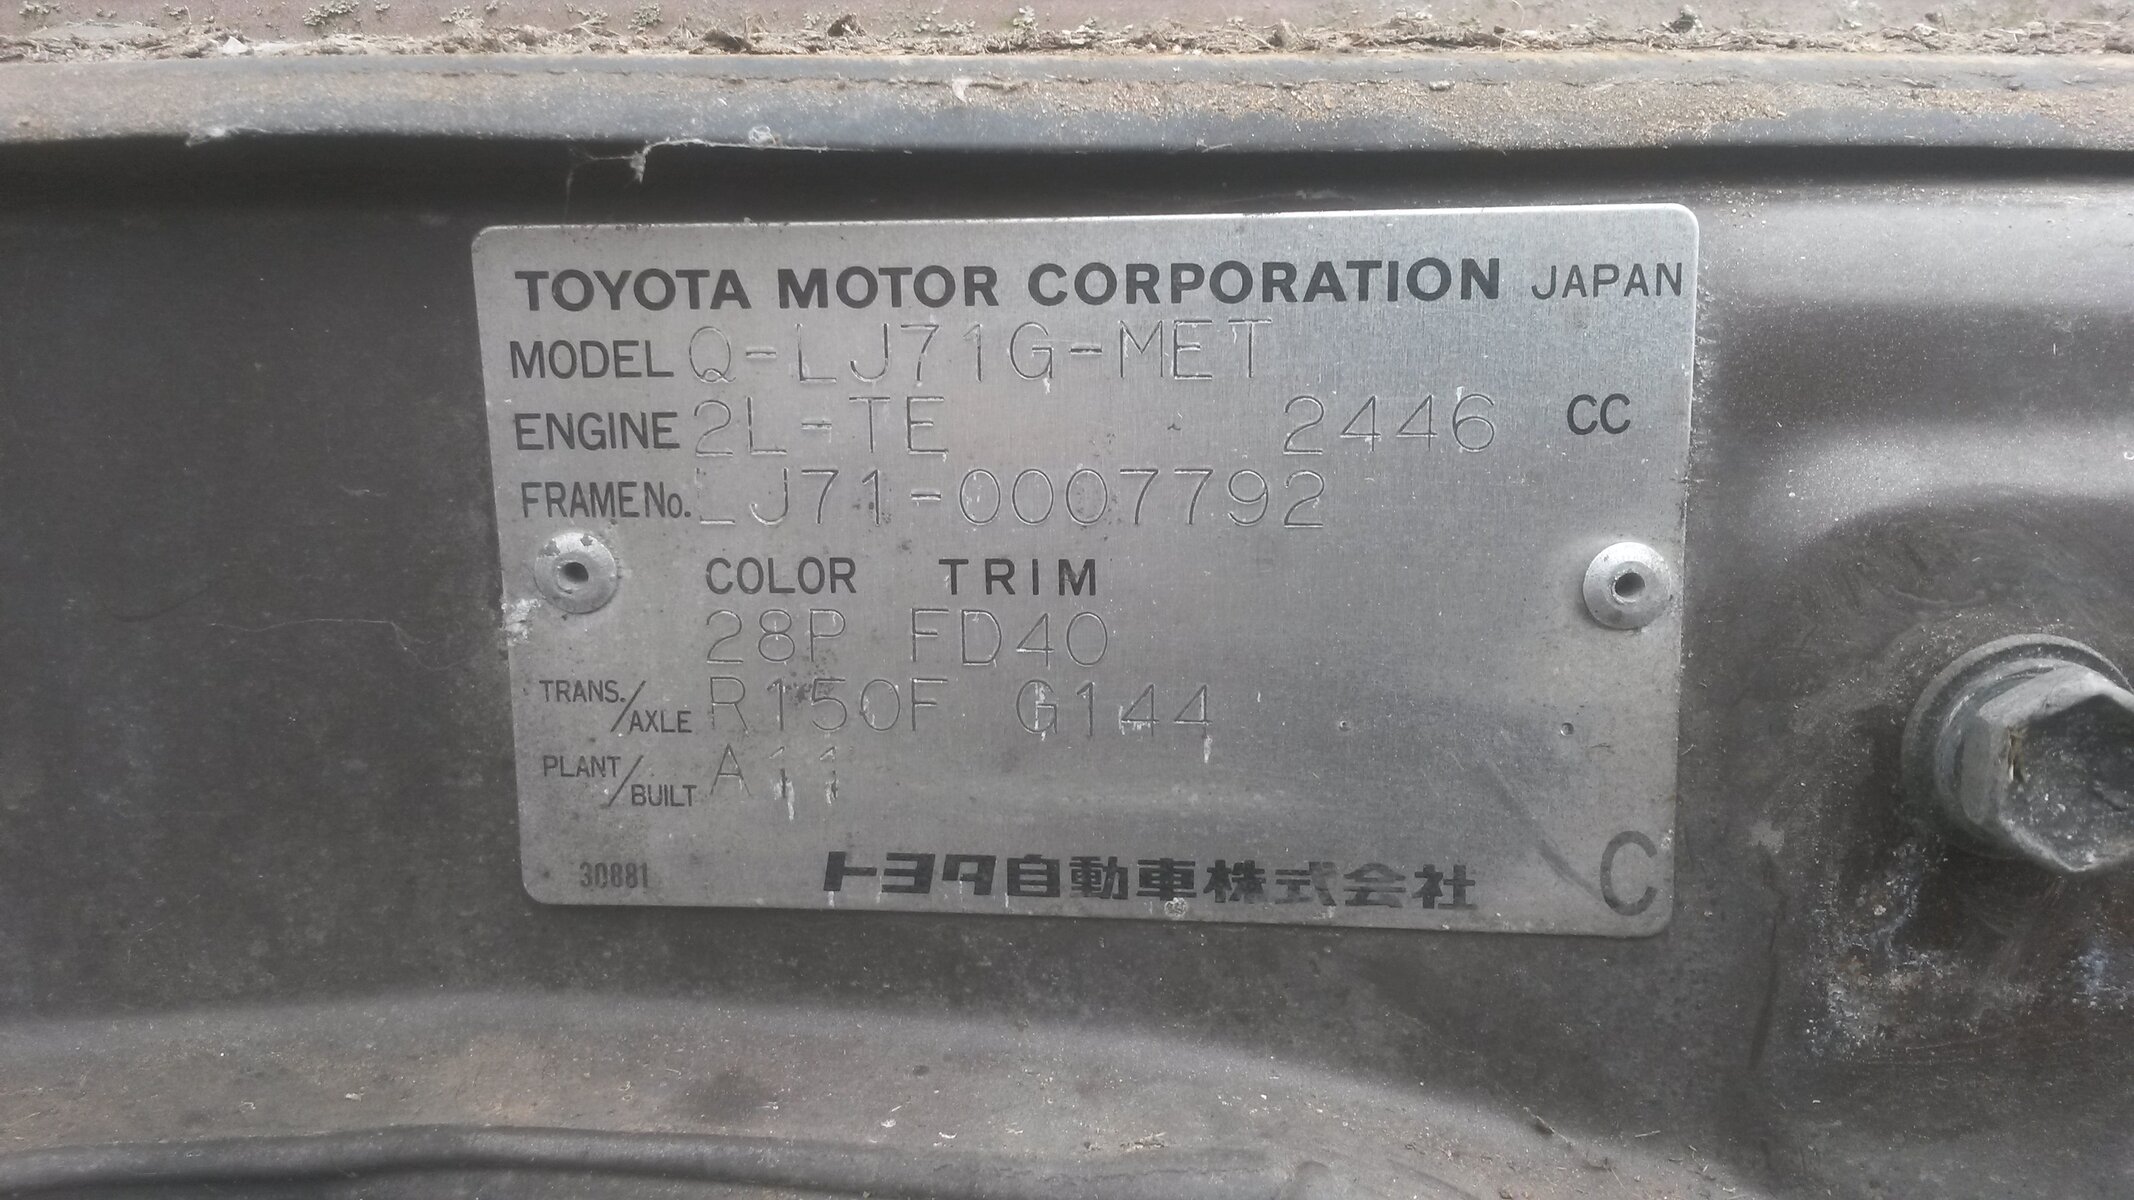 TOYOTA MOTOR CORPORATION JAPAN
MODEL Q-LJ71G-MET
ENGINE 2L-TE 2446 CC
FRAME No. LJ71-0007792
COLOR TRIM
28P FD40
TRANS./AXLE R150F G144
PLANT/BUILT A11
30881 トヨタ自動車株式会社 C